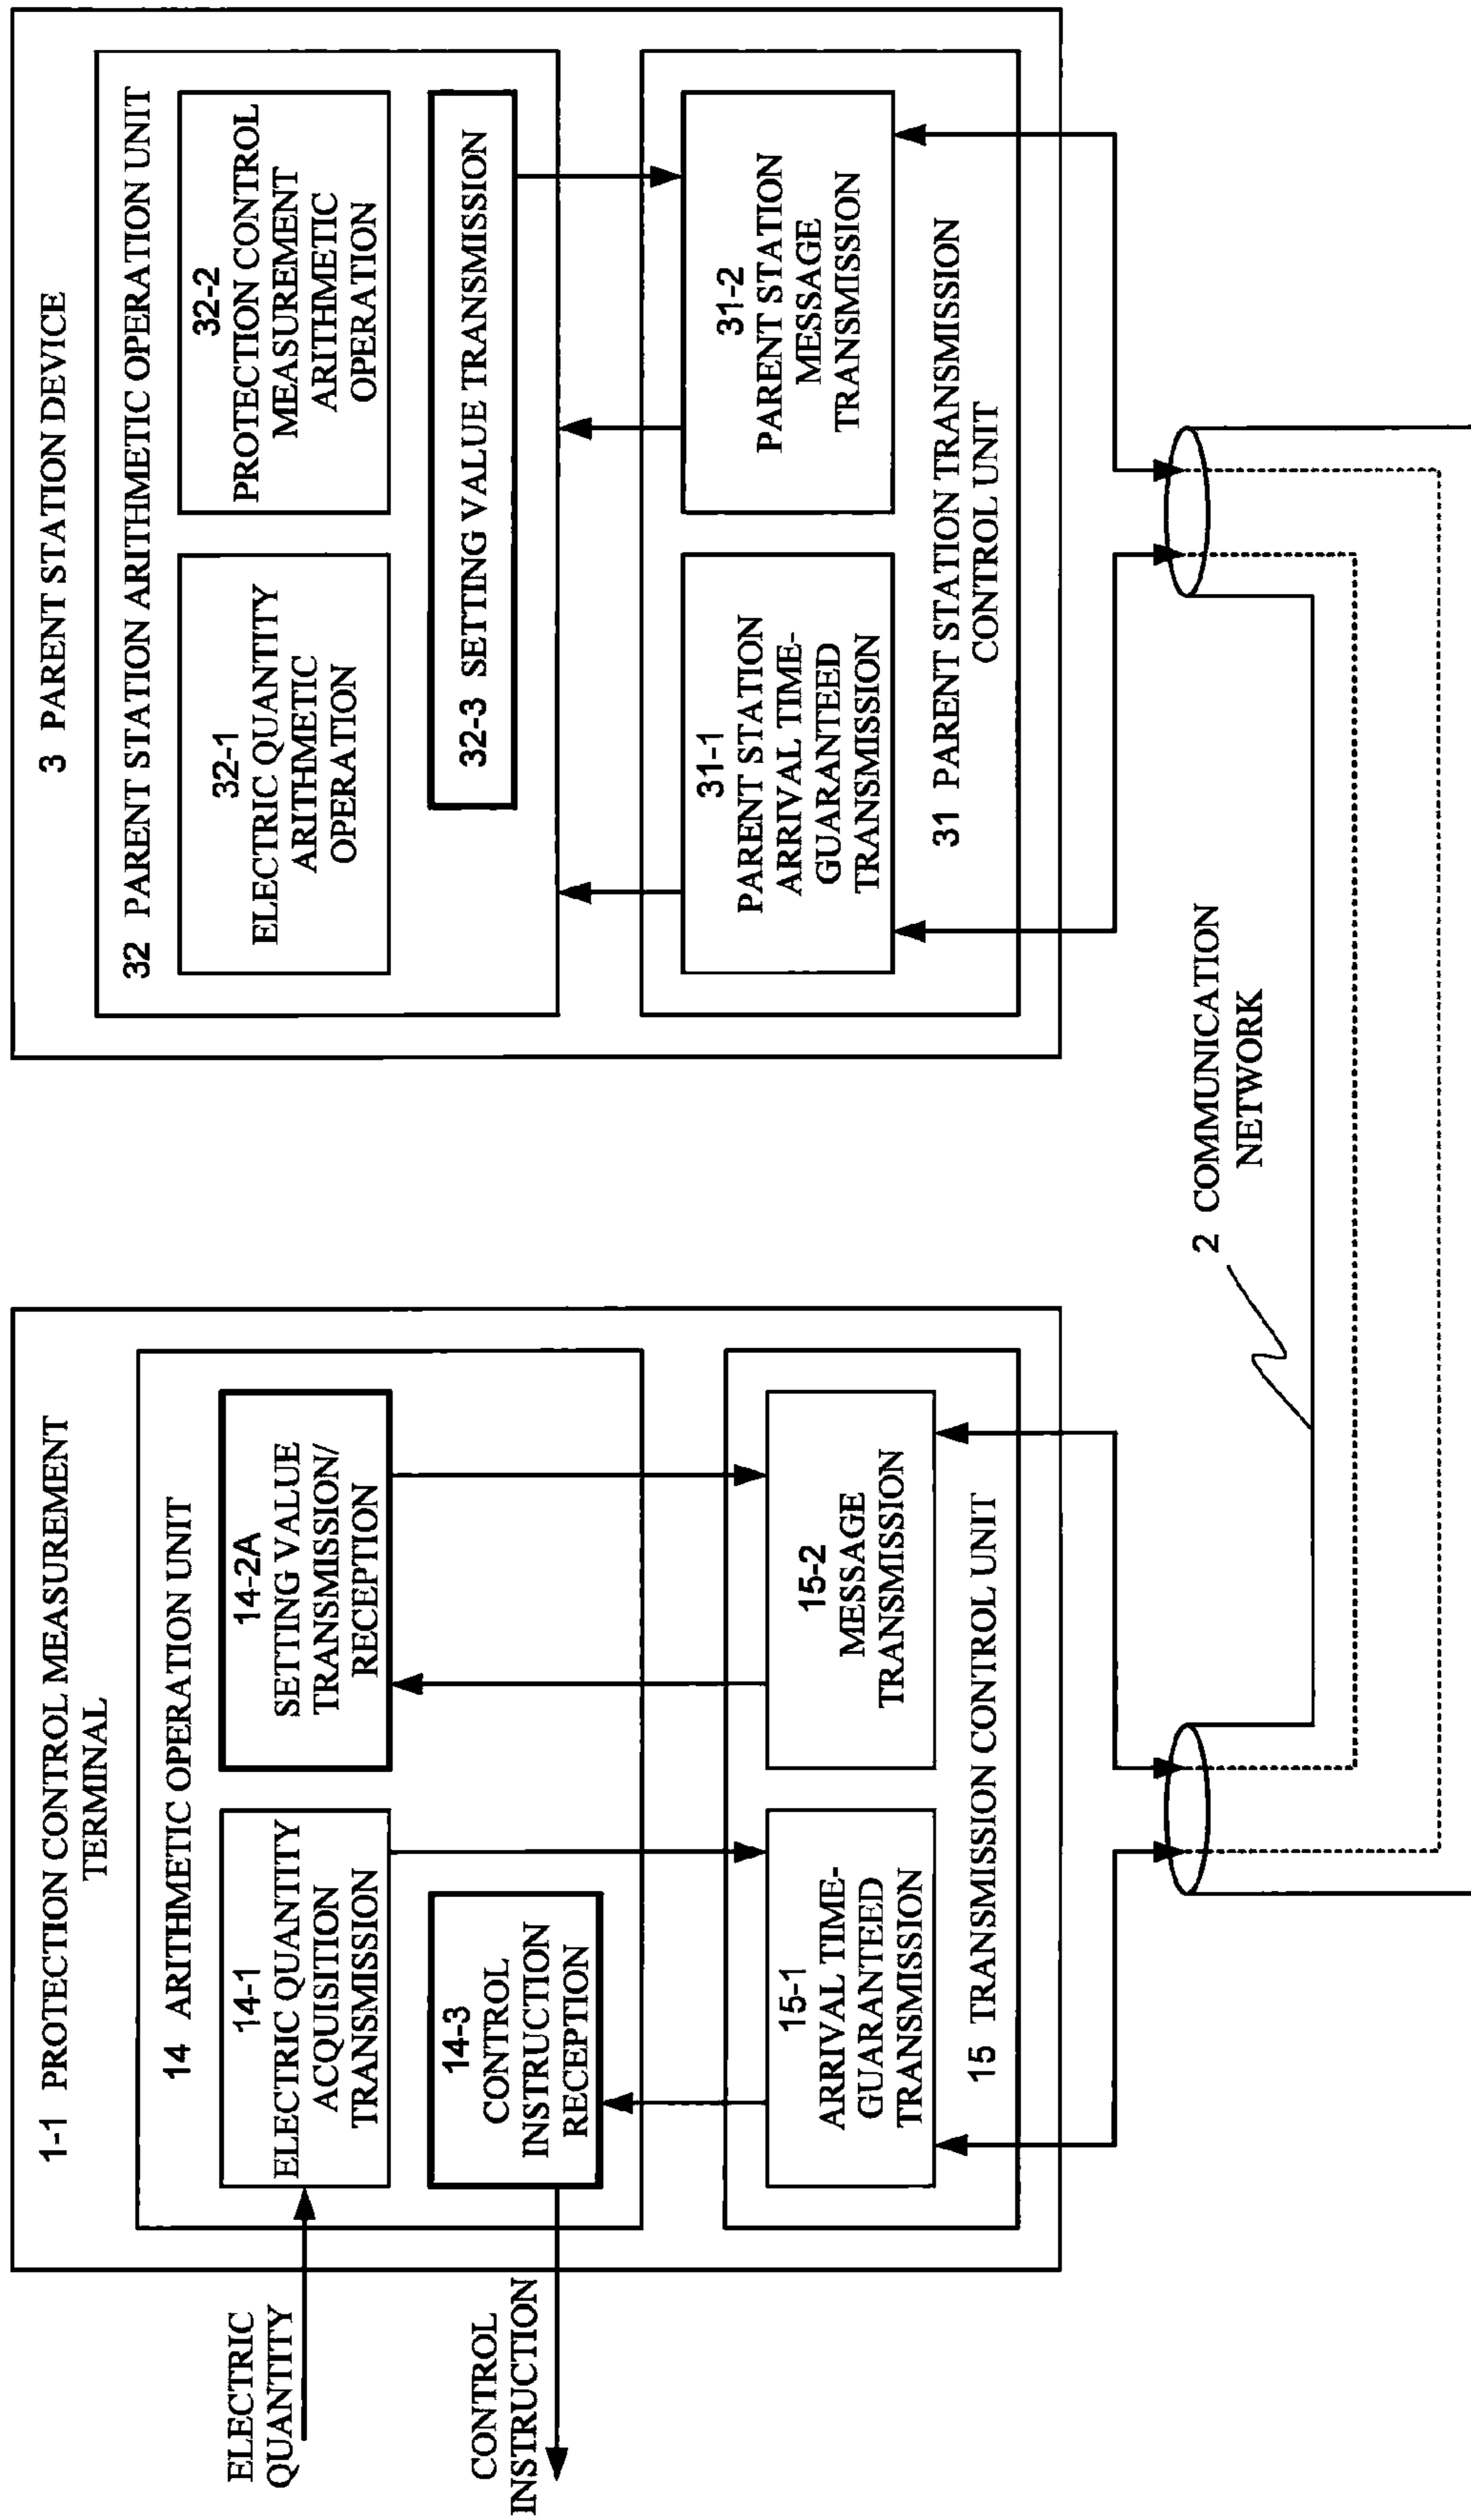 1-1 PROTECTION CONTROL MEASUREMENT
TERMINAL
14 ARITHMETIC OPERATION UNIT
14-1
ELECTRIC QUANTITY
ACQUISITION
TRANSMISSION
14-2A
SETTING VALUE
TRANSMISSION/
RECEPTION
14-3
CONTROL
INSTRUCTION
RECEPTION
15-1
ARRIVAL TIME-
GUARANTEED
TRANSMISSION
15-2
MESSAGE
TRANSMISSION
15 TRANSMISSION CONTROL UNIT
ELECTRIC
QUANTITY
CONTROL
INSTRUCTION
3 PARENT STATION DEVICE
32 PARENT STATION ARITHMETIC OPERATION UNIT
32-1
ELECTRIC QUANTITY
ARITHMETIC
OPERATION
32-2
PROTECTION CONTROL
MEASUREMENT
ARITHMETIC
OPERATION
32-3 SETTING VALUE TRANSMISSION
31-1
PARENT STATION
ARRIVAL TIME-
GUARANTEED
TRANSMISSION
31-2
PARENT STATION
MESSAGE
TRANSMISSION
31 PARENT STATION TRANSMISSION
CONTROL UNIT
2 COMMUNICATION
NETWORK